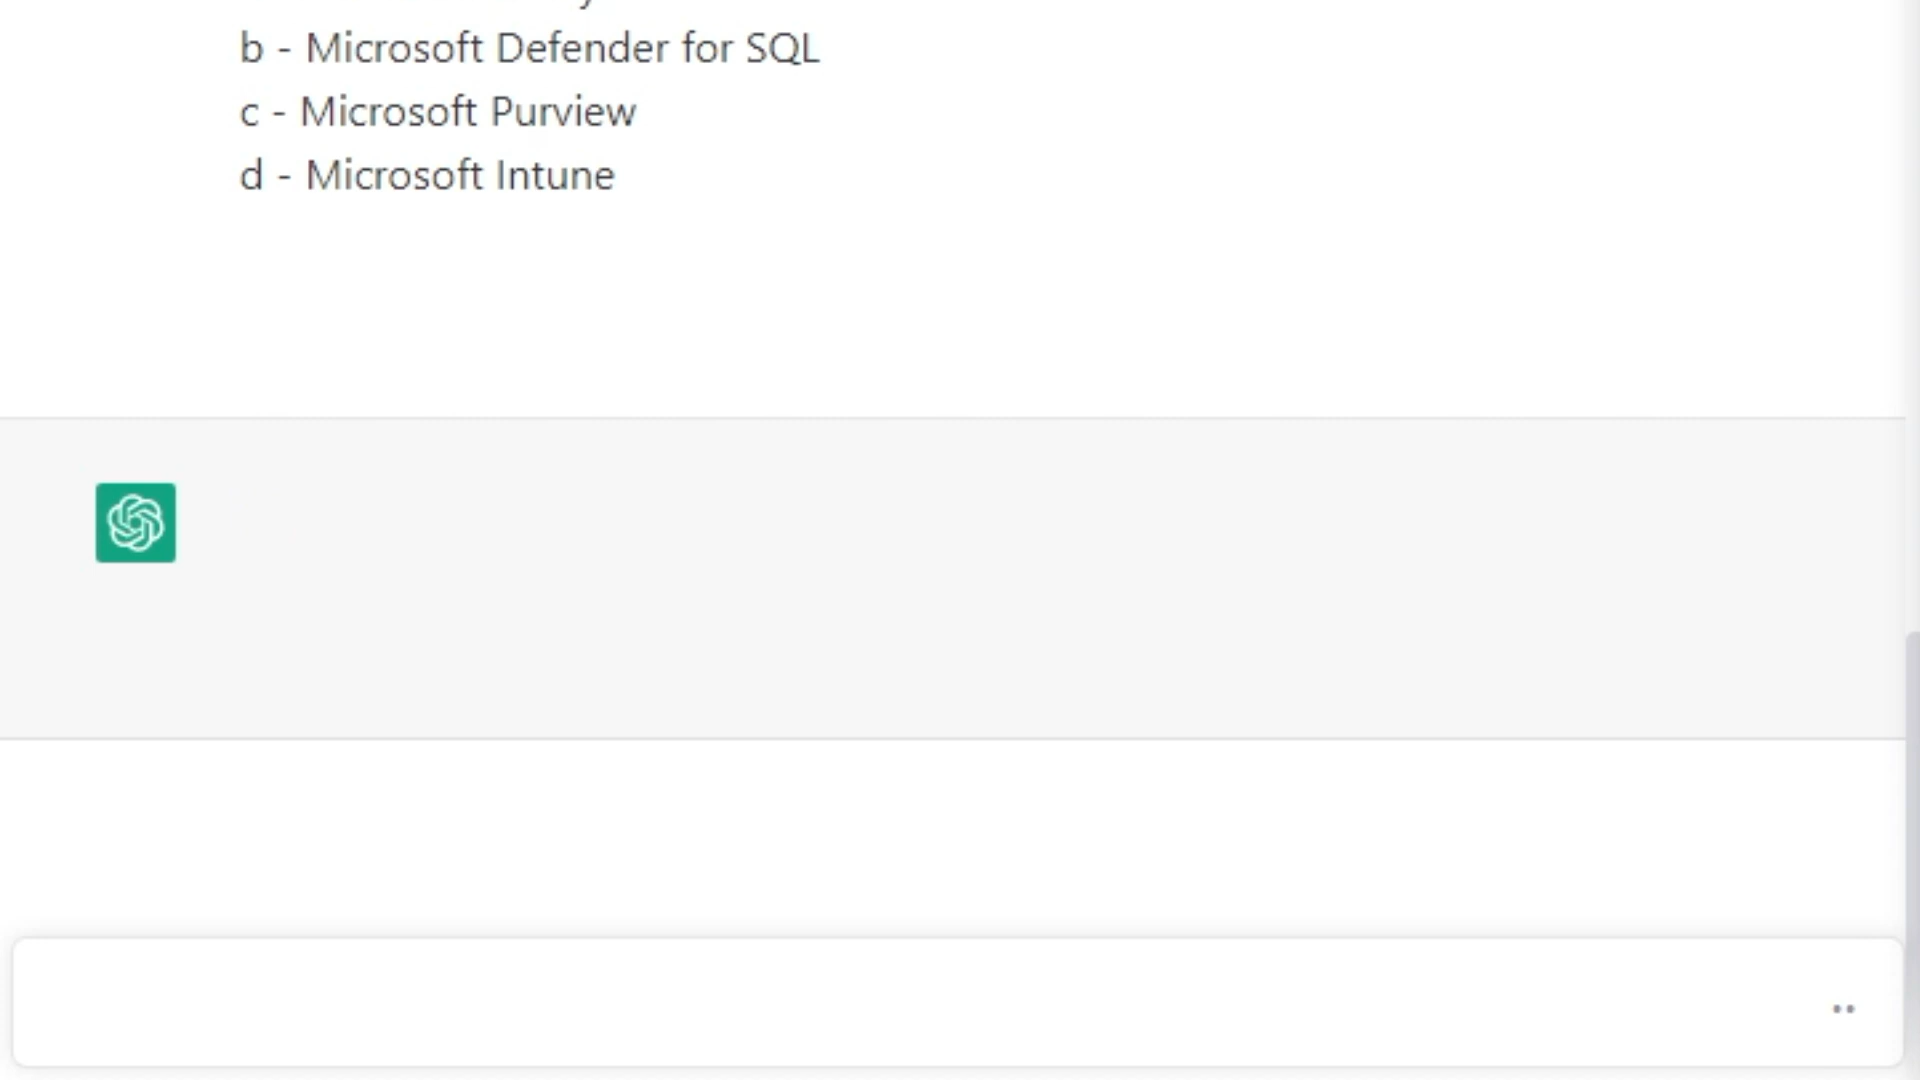 b - Microsoft Defender for SQL
c - Microsoft Purview
d - Microsoft Intune